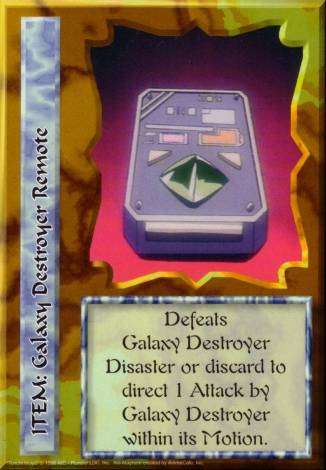 ITEM: Galaxy Destroyer Remote
Defeats
Galaxy Destroyer
Disaster or discard to
direct 1 Attack by
Galaxy Destroyer
within its Motion.